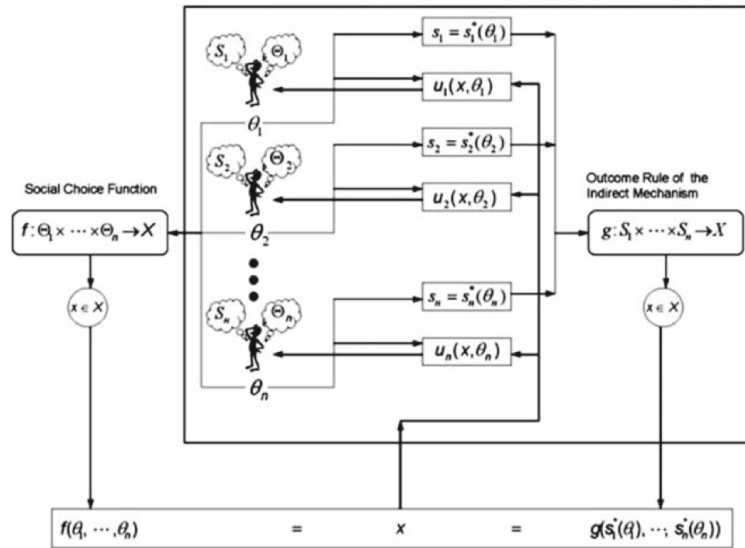 S₁ Θ₁
θ₁
s₁ = s₁*(θ₁)
u₁(x,θ₁)
S₂ Θ₂
θ₂
s₂ = s₂*(θ₂)
u₂(x,θ₂)
Social Choice Function
f : Θ₁ × ⋯ × Θₙ → X
x ∈ X
Outcome Rule of the
Indirect Mechanism
g : S₁ × ⋯ × Sₙ → X
x ∈ X
Sₙ Θₙ
θₙ
sₙ = sₙ*(θₙ)
uₙ(x,θₙ)
f(θ₁, ⋯, θₙ) = x = g(s₁*(θ₁), ⋯, sₙ*(θₙ))